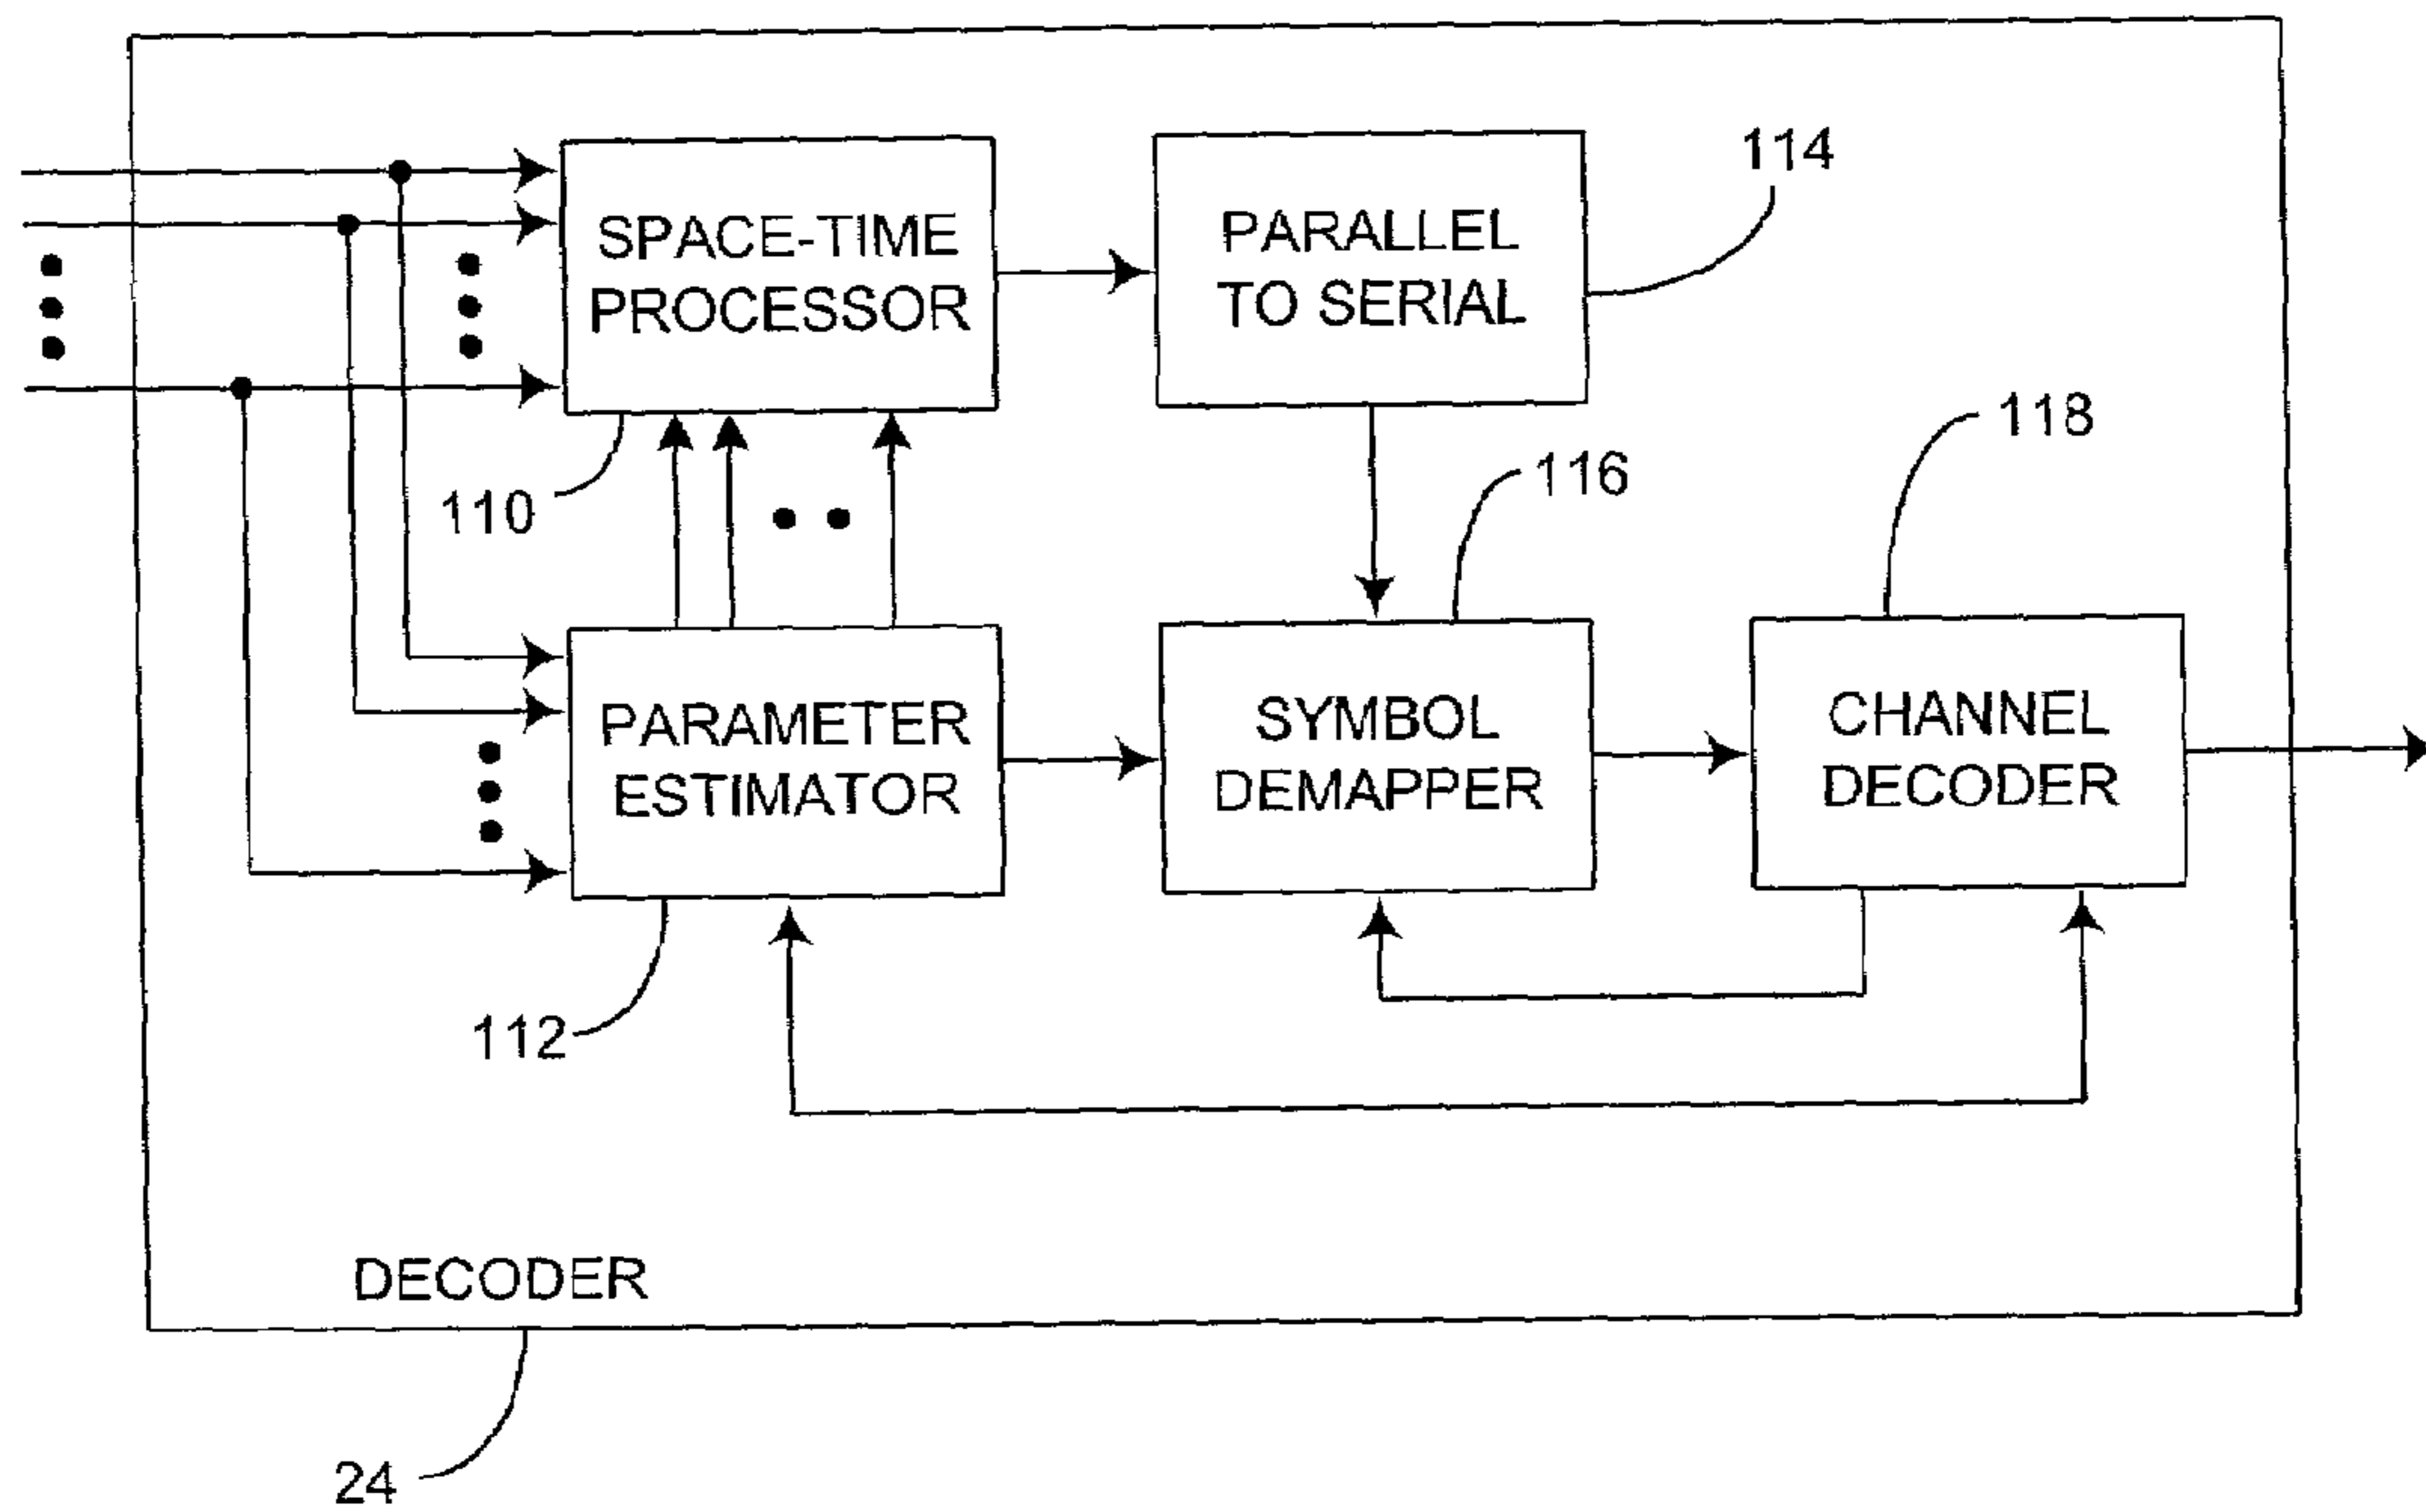 SPACE-TIME
PROCESSOR
PARALLEL
TO SERIAL
114
110
116
118
PARAMETER
ESTIMATOR
SYMBOL
DEMAPPER
CHANNEL
DECODER
112
DECODER
24